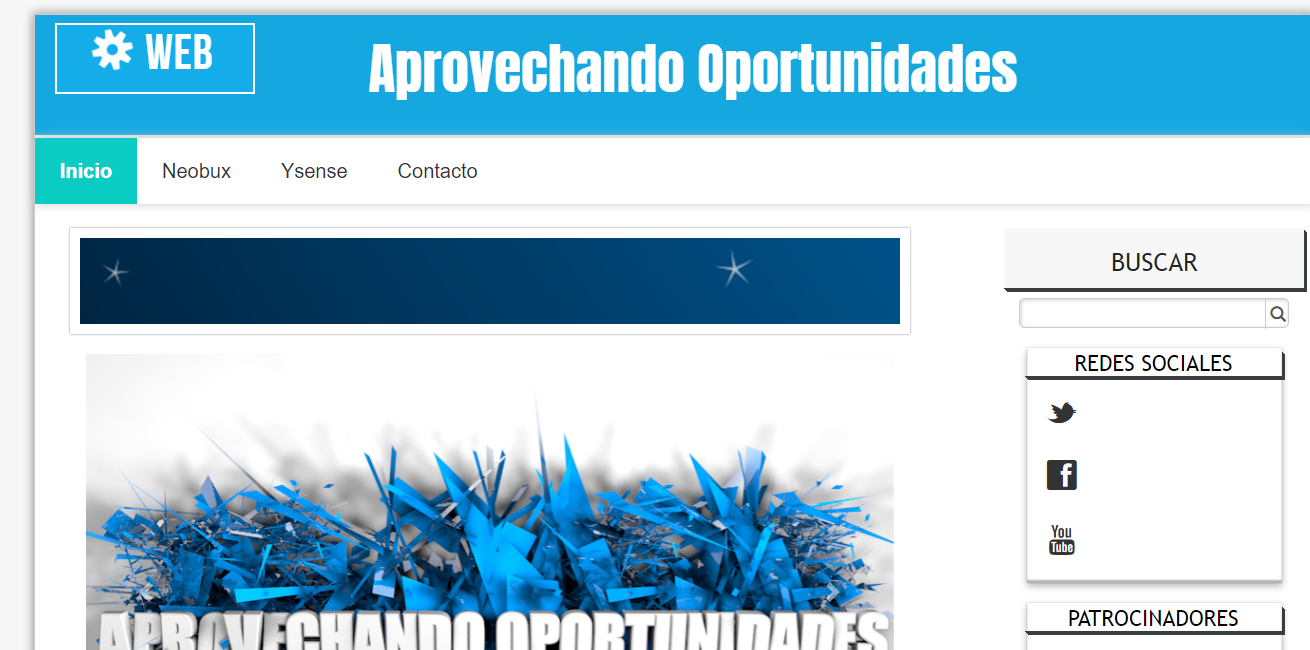 WEB
Aprovechando Oportunidades
Inicio Neobux Ysense Contacto
BUSCAR
REDES SOCIALES
You
Tube
APROVECHANDO OPORTUNIDADES
PATROCINADORES